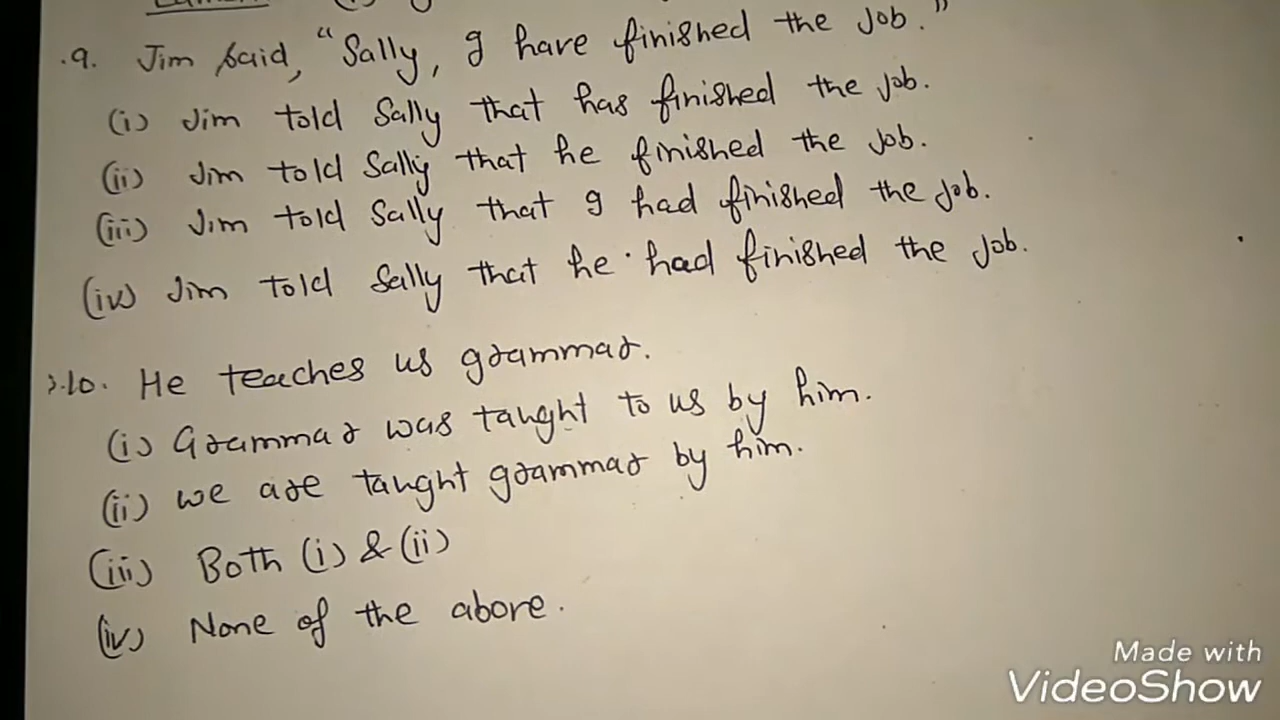 .9. Jim said, "Sally, I have finished the job."
(i) Jim told Sally that has finished the job.
(ii) Jim told Sally that he finished the job.
(iii) Jim told Sally that I had finished the job.
(iv) Jim told Sally that he had finished the job.
10. He teaches us grammar.
(i) Grammar was taught to us by him.
(ii) we are taught grammar by him.
(iii) Both (i) & (ii)
(iv) None of the above.
Made with
VideoShow